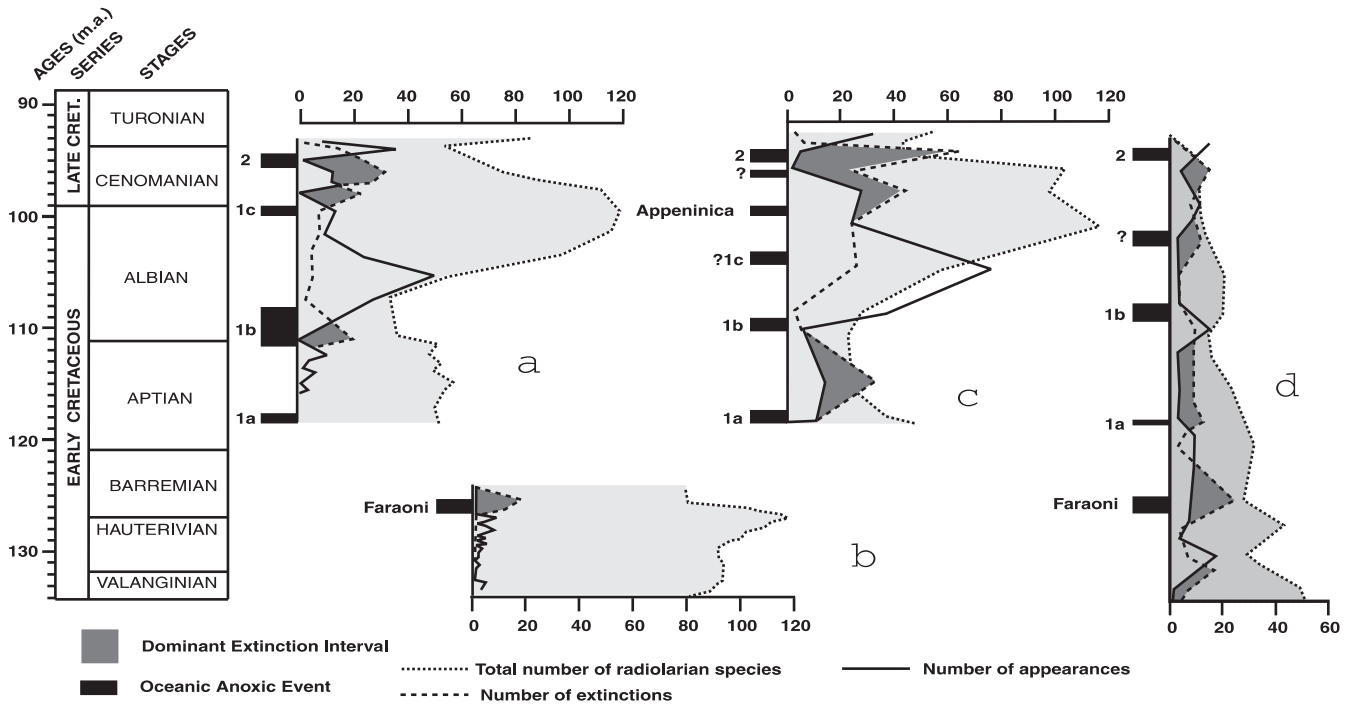 AGES (m.a.)
SERIES
STAGES
90
100
110
120
130
LATE CRET.
EARLY CRETACEOUS
TURONIAN
CENOMANIAN
ALBIAN
APTIAN
BARREMIAN
HAUTERIVIAN
VALANGINIAN
0 20 40 60 80 100 120
2
1c
1b
1a
a
Faraoni
b
0 20 40 60 80 100 120
0 20 40 60 80 100 120
2
?
Appeninica
?1c
1b
1a
c
2
?
1b
1a
Faraoni
d
0 20 40 60
Dominant Extinction Interval
Oceanic Anoxic Event
Total number of radiolarian species
Number of extinctions
Number of appearances